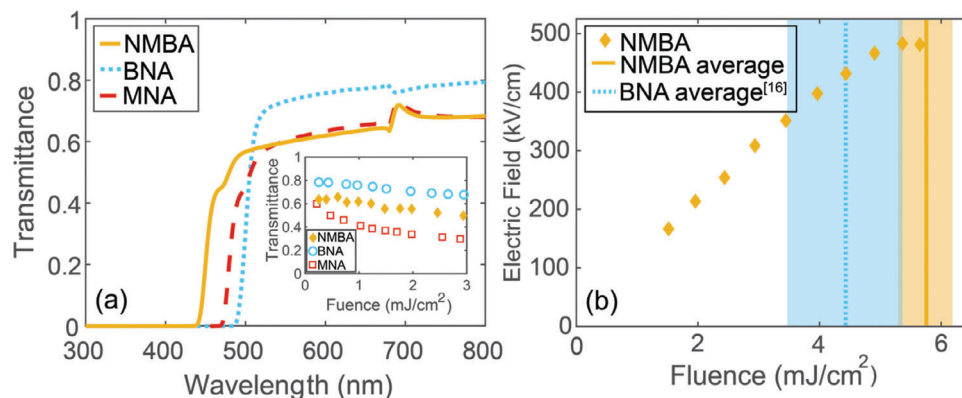 1
0.8
0.6
0.4
0.2
0
Transmittance
NMBA
BNA
MNA
(a)
300
400
500
600
700
800
Wavelength (nm)
1
0.8
0.6
0.4
0.2
0
Transmittance
NMBA
BNA
MNA
0
1
2
3
Fuence (mJ/cm²)
500
400
300
200
100
0
Electric Field (kV/cm)
NMBA
NMBA average
BNA average[16]
(b)
0
2
4
6
Fluence (mJ/cm²)